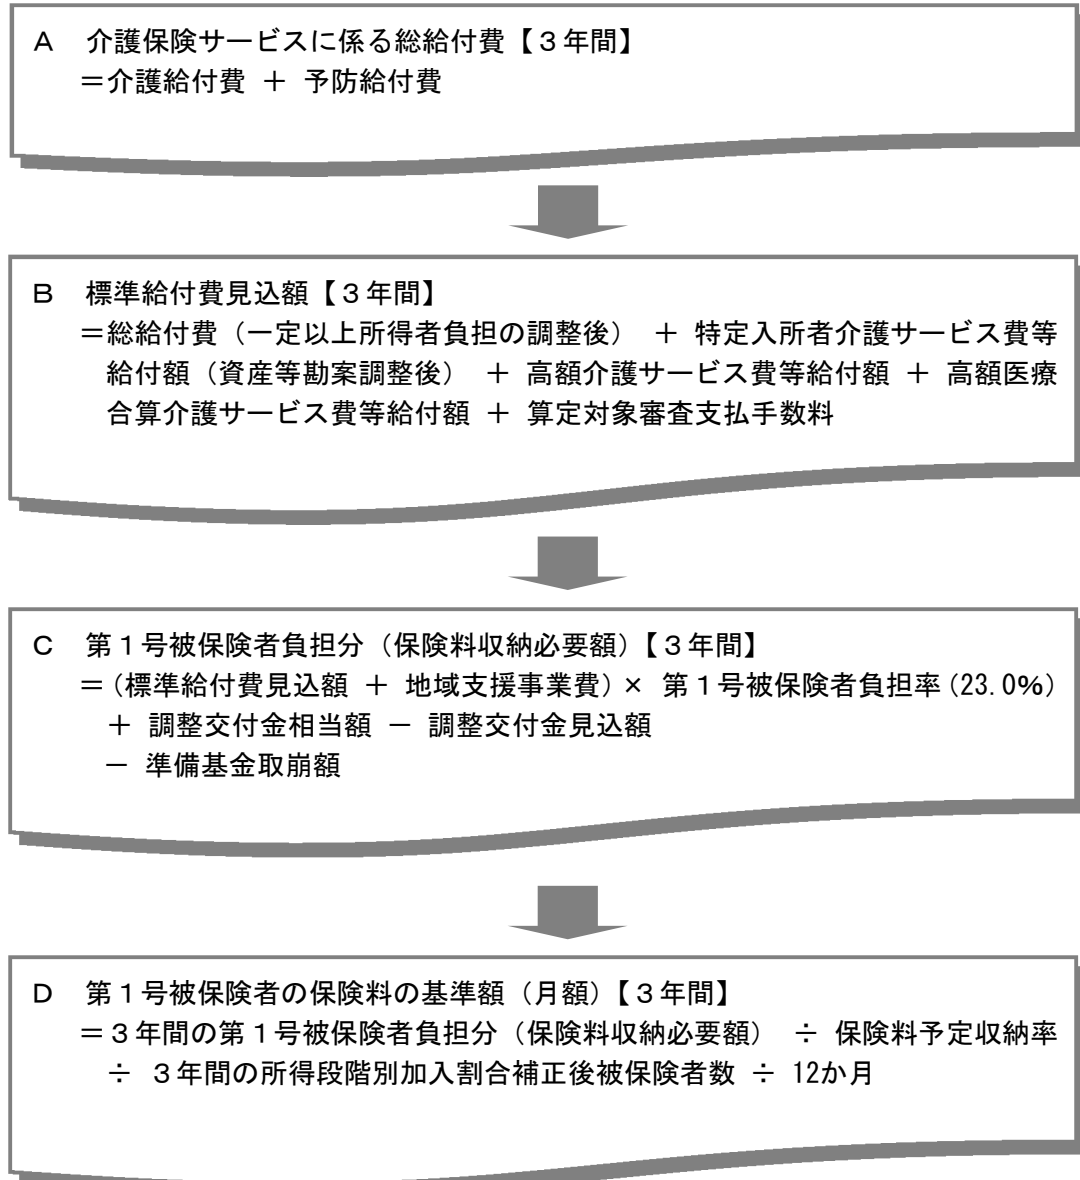 A 介護保険サービスに係る総給付費【3年間】
=介護給付費 + 予防給付費
B 標準給付費見込額【3年間】
=総給付費(一定以上所得者負担の調整後) + 特定入所者介護サービス費等
給付額(資産等勘案調整後) + 高額介護サービス費等給付額 + 高額医療
合算介護サービス費等給付額 + 算定対象審査支払手数料
C 第1号被保険者負担分(保険料収納必要額)【3年間】
=(標準給付費見込額 + 地域支援事業費)× 第1号被保険者負担率(23.0%)
+ 調整交付金相当額 - 調整交付金見込額
- 準備基金取崩額
D 第1号被保険者の保険料の基準額(月額)【3年間】
=3年間の第1号被保険者負担分(保険料収納必要額) ÷ 保険料予定収納率
÷ 3年間の所得段階別加入割合補正後被保険者数 ÷ 12か月